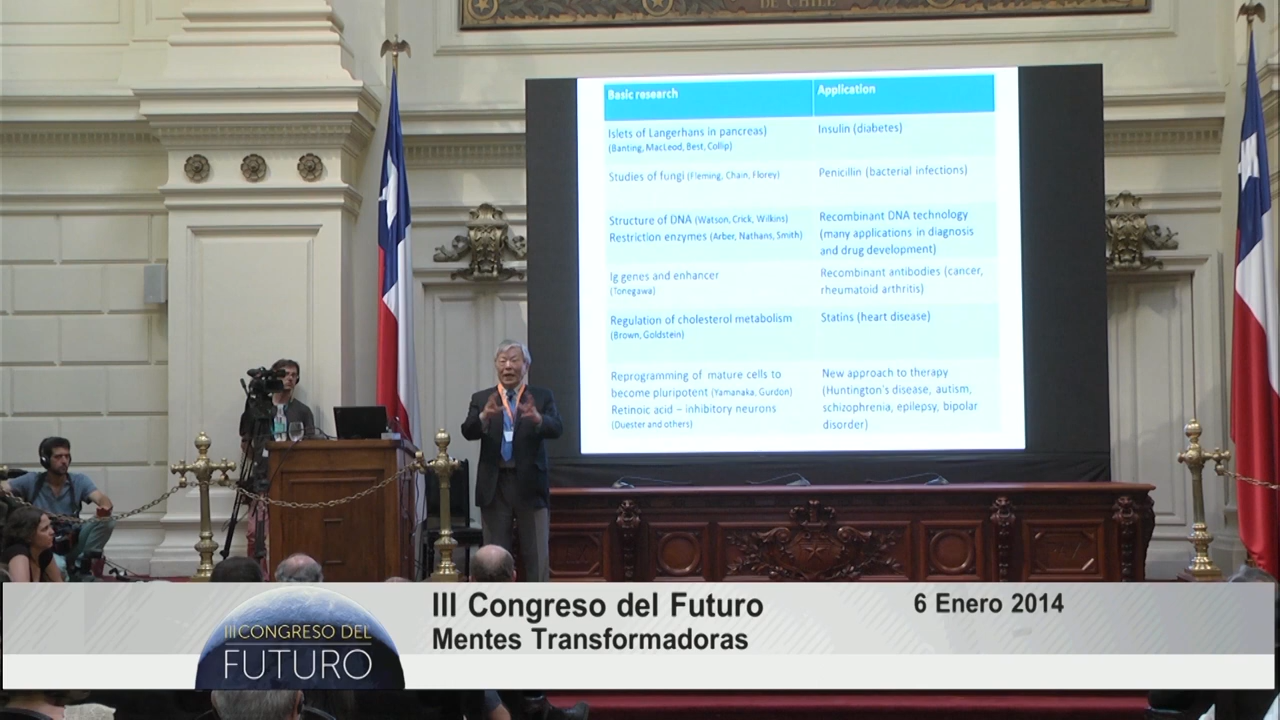 DE CHILE
Basic research
Application
Islets of Langerhans in pancreas)
(Banting, MacLeod, Best, Collip)
Insulin (diabetes)
Studies of fungi (Fleming, Chain, Florey)
Penicillin (bacterial infections)
Structure of DNA (Watson, Crick, Wilkins)
Restriction enzymes (Arber, Nathans, Smith)
Recombinant DNA technology
(many applications in diagnosis
and drug development)
Ig genes and enhancer
(Tonegawa)
Recombinant antibodies (cancer,
rheumatoid arthritis)
Regulation of cholesterol metabolism
(Brown, Goldstein)
Statins (heart disease)
Reprogramming of mature cells to
become pluripotent (Yamanaka, Gurdon)
Retinoic acid – inhibitory neurons
(Duester and others)
New approach to therapy
(Huntington's disease, autism,
schizophrenia, epilepsy, bipolar
disorder)
III CONGRESO DEL
FUTURO
III Congreso del Futuro
Mentes Transformadoras
6 Enero 2014